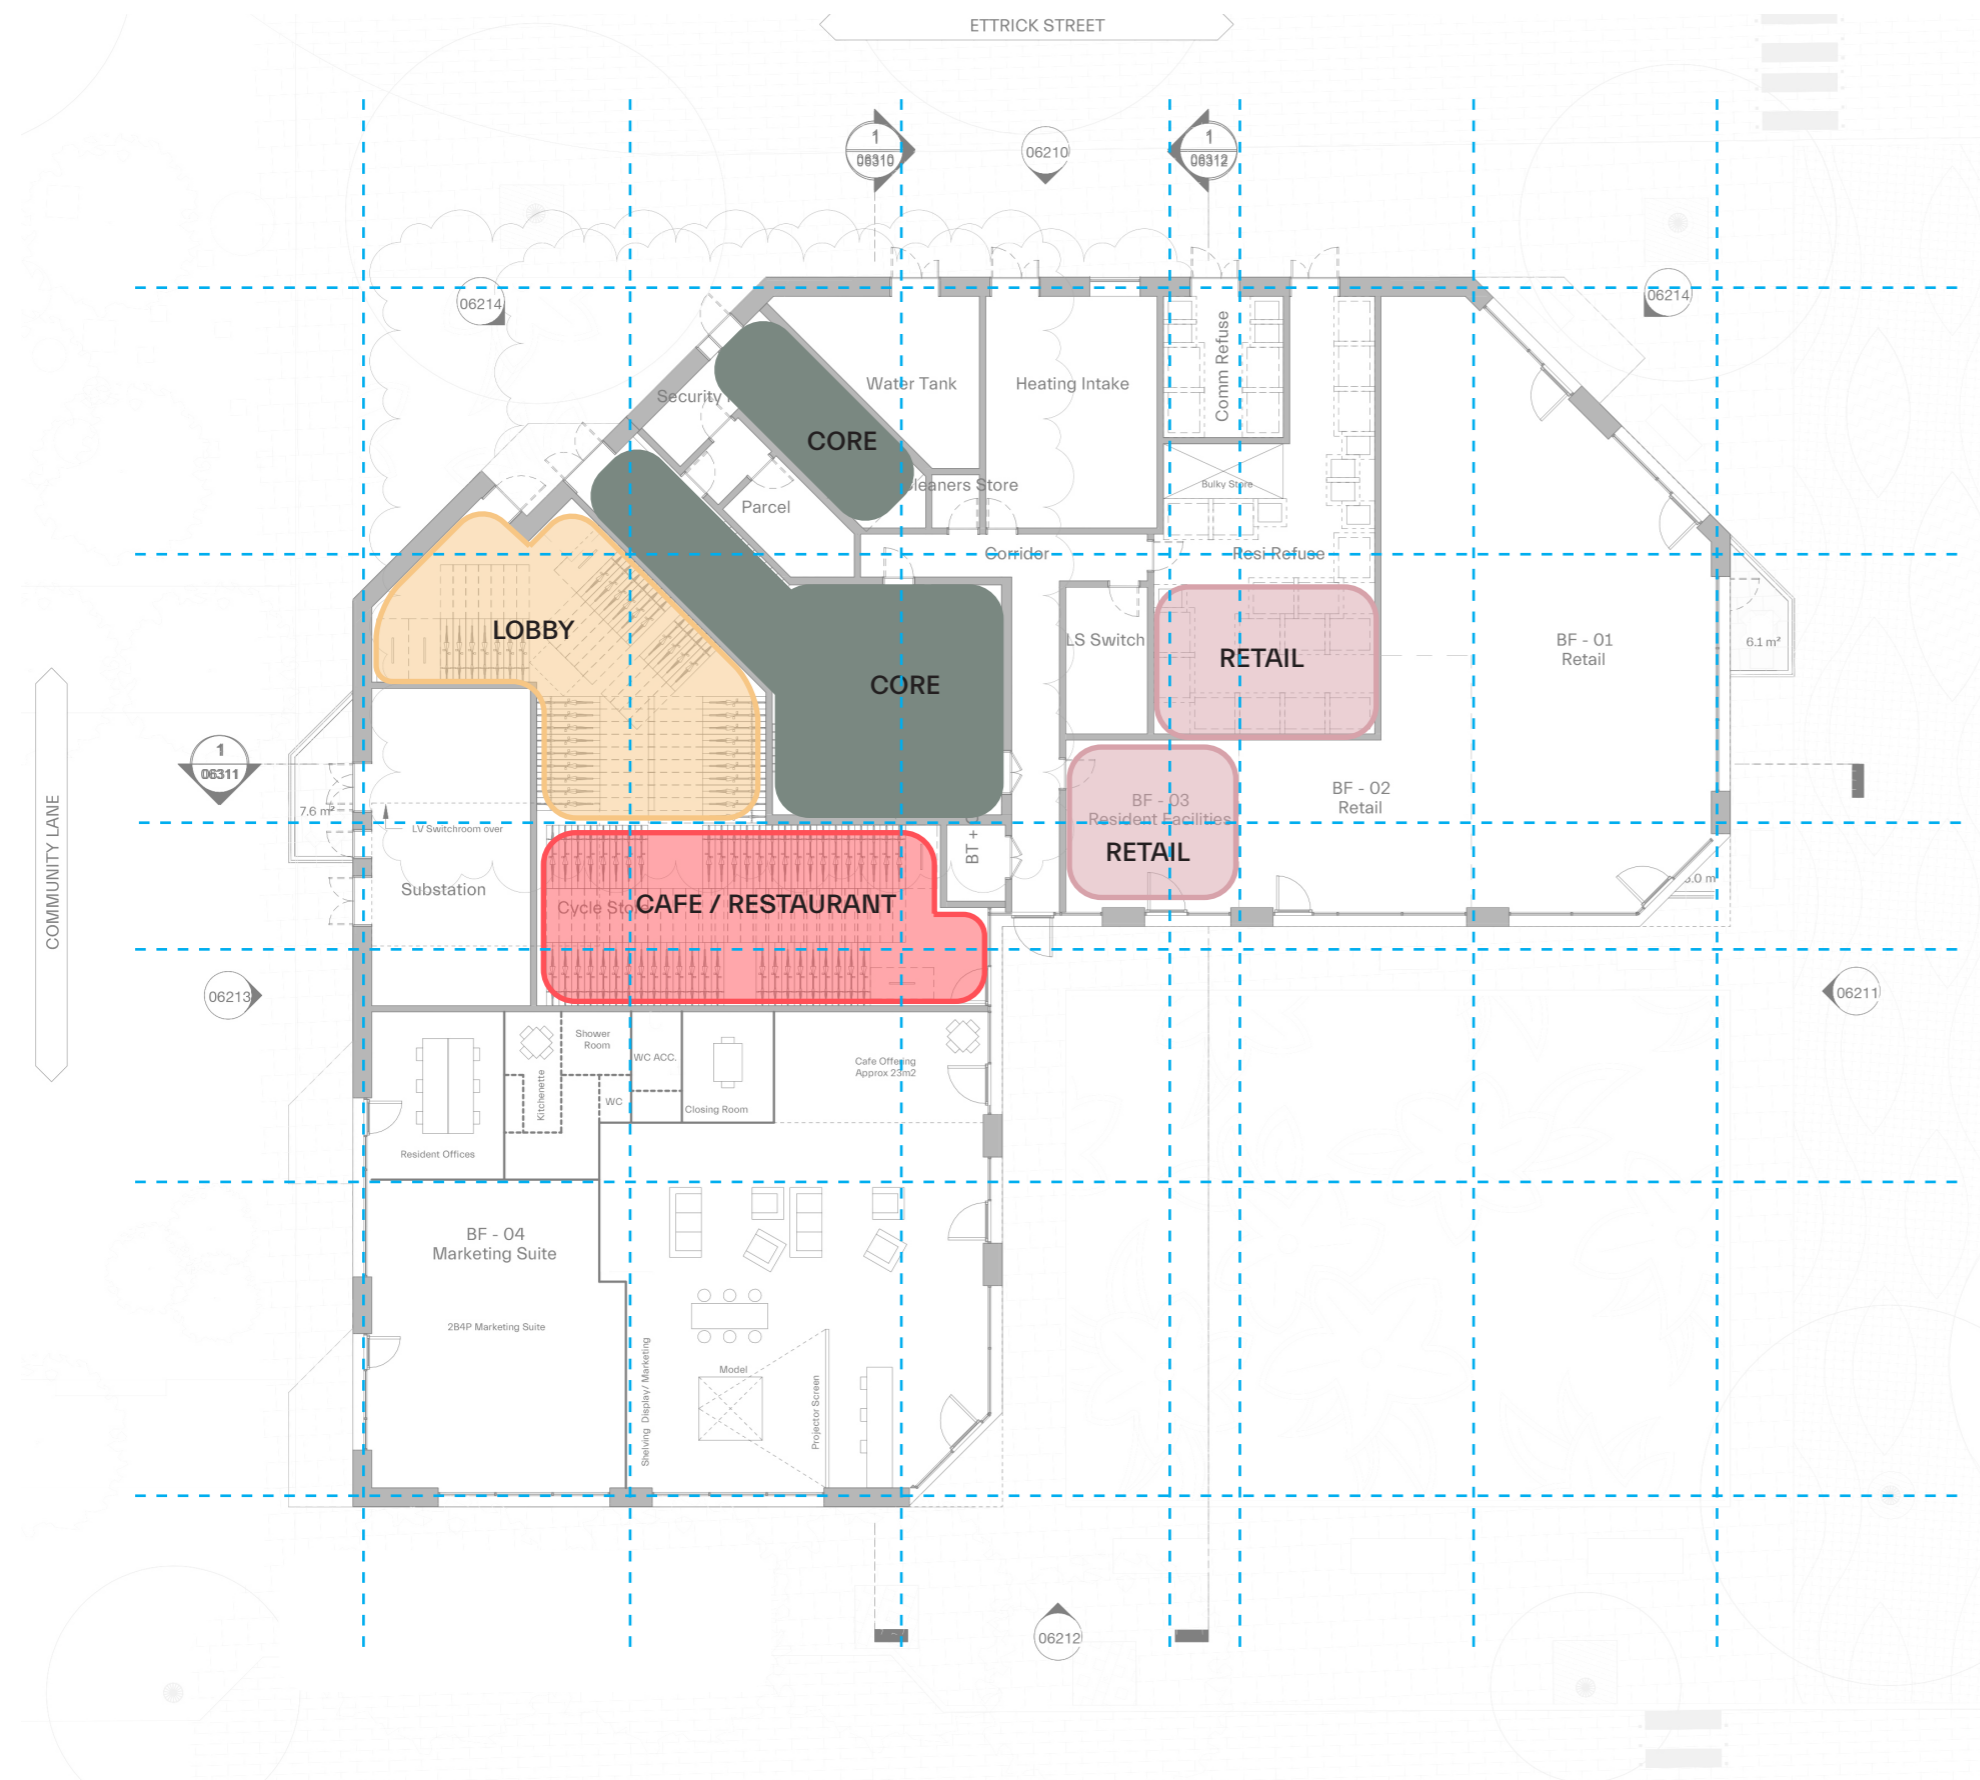 ETTRICK STREET
1
06310
06210
1
06312
06214
06214
Security
Water Tank
Heating Intake
Comm Refuse
CORE
Parcel
Cleaners Store
Bulky Store
Corridor
Resi Refuse
LOBBY
LS Switch
RETAIL
BF - 01
Retail
6.1 m²
CORE
1
06311
COMMUNITY LANE
7.6 m²
LV Switchroom over
BT +
BF - 03
Resident Facilities
RETAIL
BF - 02
Retail
Substation
Cycle Store
CAFE / RESTAURANT
06213
06211
Resident Offices
Kitchenette
Shower
Room
WC
WC ACC.
Closing Room
Cafe Offering
Approx 23m2
BF - 04
Marketing Suite
2B4P Marketing Suite
Shelving Display/ Marketing
Model
Projector Screen
06212